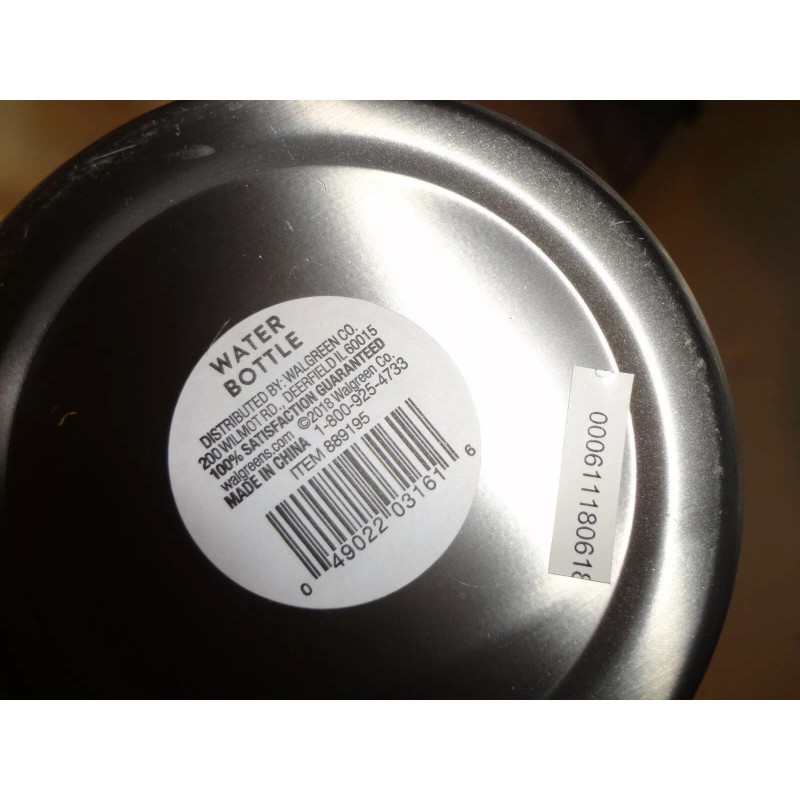 WATER
BOTTLE
DISTRIBUTED BY: WALGREEN CO.
200 WILMOT RD., DEERFIELD IL 60015
100% SATISFACTION GUARANTEED
walgreens.com ©2018 Walgreen Co.
MADE IN CHINA 1-800-925-4733
ITEM 889195
0 49022 03161 6
000611180618